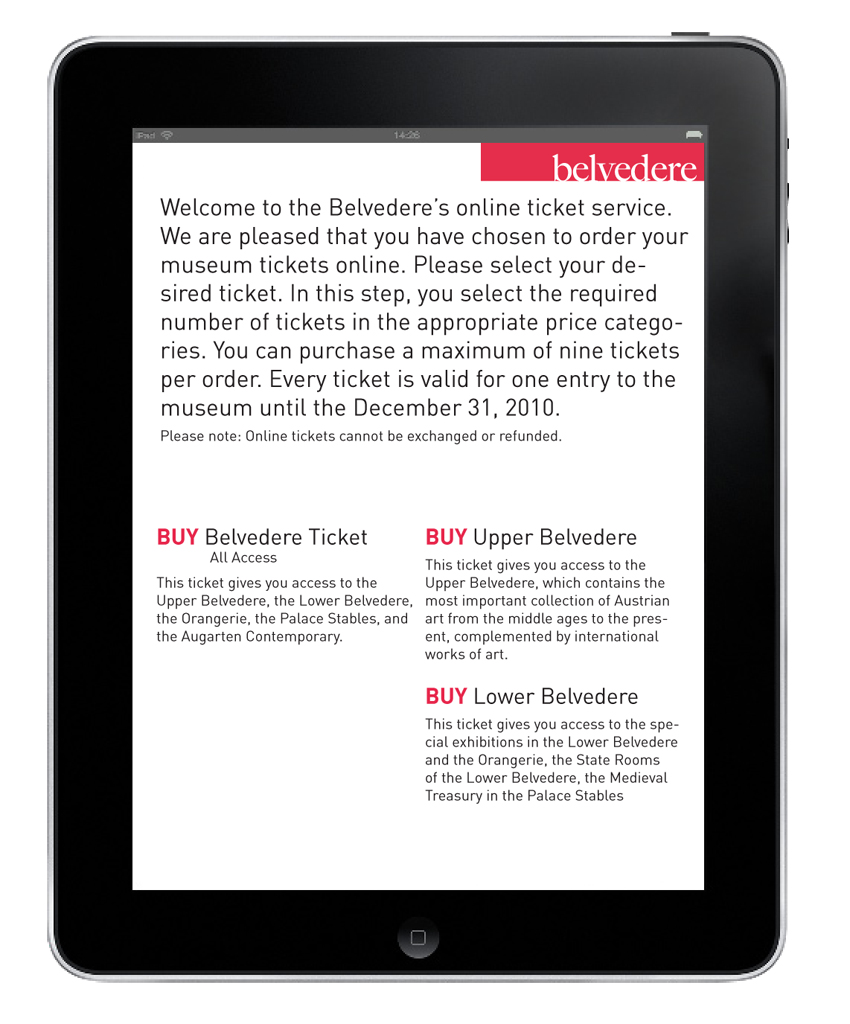 iPad
14:26
belvedere
Welcome to the Belvedere's online ticket service.
We are pleased that you have chosen to order your
museum tickets online. Please select your de-
sired ticket. In this step, you select the required
number of tickets in the appropriate price catego-
ries. You can purchase a maximum of nine tickets
per order. Every ticket is valid for one entry to the
museum until the December 31, 2010.
Please note: Online tickets cannot be exchanged or refunded.
BUY Belvedere Ticket
All Access
This ticket gives you access to the
Upper Belvedere, the Lower Belvedere,
the Orangerie, the Palace Stables, and
the Augarten Contemporary.
BUY Upper Belvedere
This ticket gives you access to the
Upper Belvedere, which contains the
most important collection of Austrian
art from the middle ages to the pres-
ent, complemented by international
works of art.
BUY Lower Belvedere
This ticket gives you access to the spe-
cial exhibitions in the Lower Belvedere
and the Orangerie, the State Rooms
of the Lower Belvedere, the Medieval
Treasury in the Palace Stables